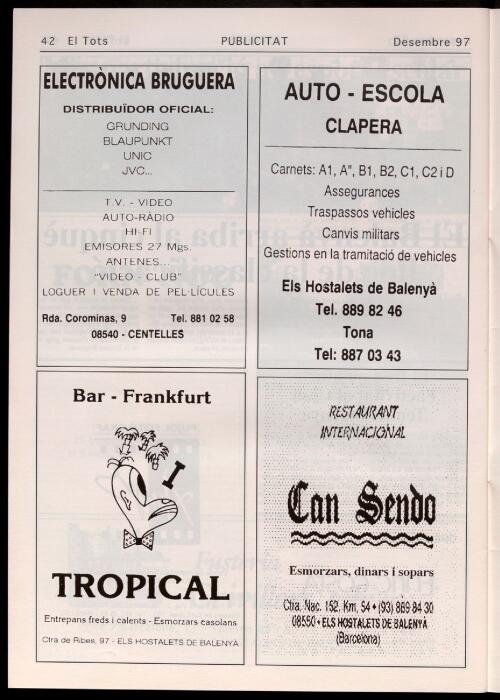 42 El Tots PUBLICITAT Desembre 97
ELECTRÒNICA BRUGUERA
DISTRIBUÏDOR OFICIAL:
GRUNDING
BLAUPUNKT
UNIC
JVC...
T.V. - VIDEO
AUTO-RÀDIO
HI-FI
EMISORES 27 Mgs.
ANTENES...
"VIDEO - CLUB"
LOGUER I VENDA DE PEL·LÍCULES
Rda. Corominas, 9 Tel. 881 02 58
08540 - CENTELLES
AUTO - ESCOLA
CLAPERA
Carnets: A1, A", B1, B2, C1, C2 i D
Assegurances
Traspassos vehicles
Canvis militars
Gestions en la tramitació de vehicles
Els Hostalets de Balenyà
Tel. 889 82 46
Tona
Tel: 887 03 43
Bar - Frankfurt
I
TROPICAL
Entrepans freds i calents - Esmorzars casolans
Ctra de Ribes, 97 - ELS HOSTALETS DE BALENYÀ
RESTAURANT
INTERNACIONAL
Can Sendo
Esmorzars, dinars i sopars
Ctra. Nac. 152, Km, 54 • (93) 889 84 30
08550 • ELS HOSTALETS DE BALENYÀ
(Barcelona)